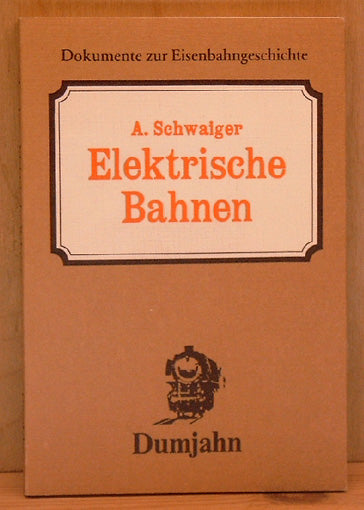 Dokumente zur Eisenbahngeschichte
A. Schwaiger
Elektrische
Bahnen
Dumjahn